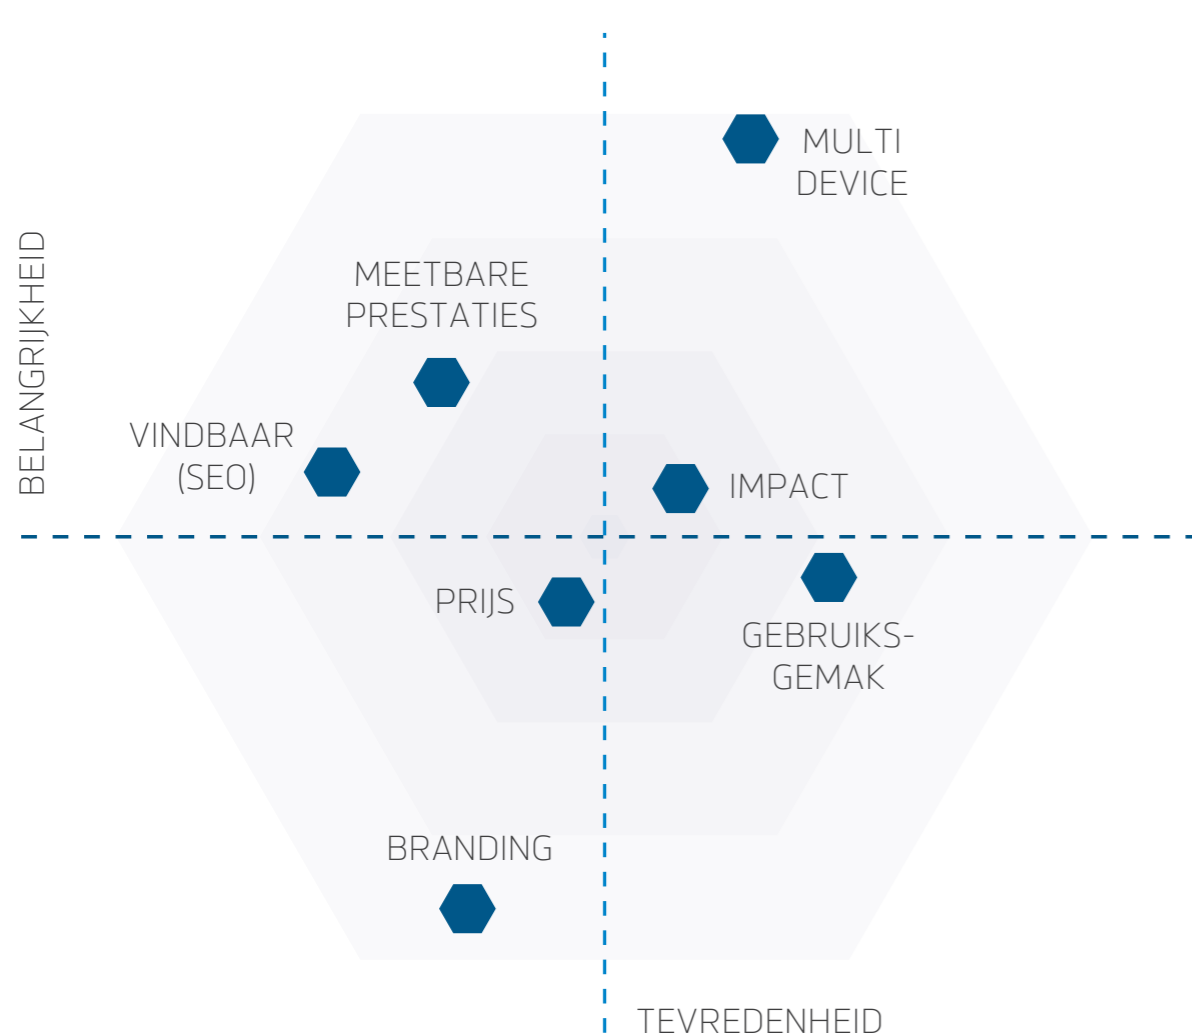 MULTI
DEVICE
BELANGRIJKHEID
MEETBARE
PRESTATIES
VINDBAAR
(SEO)
IMPACT
PRIJS
GEBRUIKS-
GEMAK
BRANDING
TEVREDENHEID